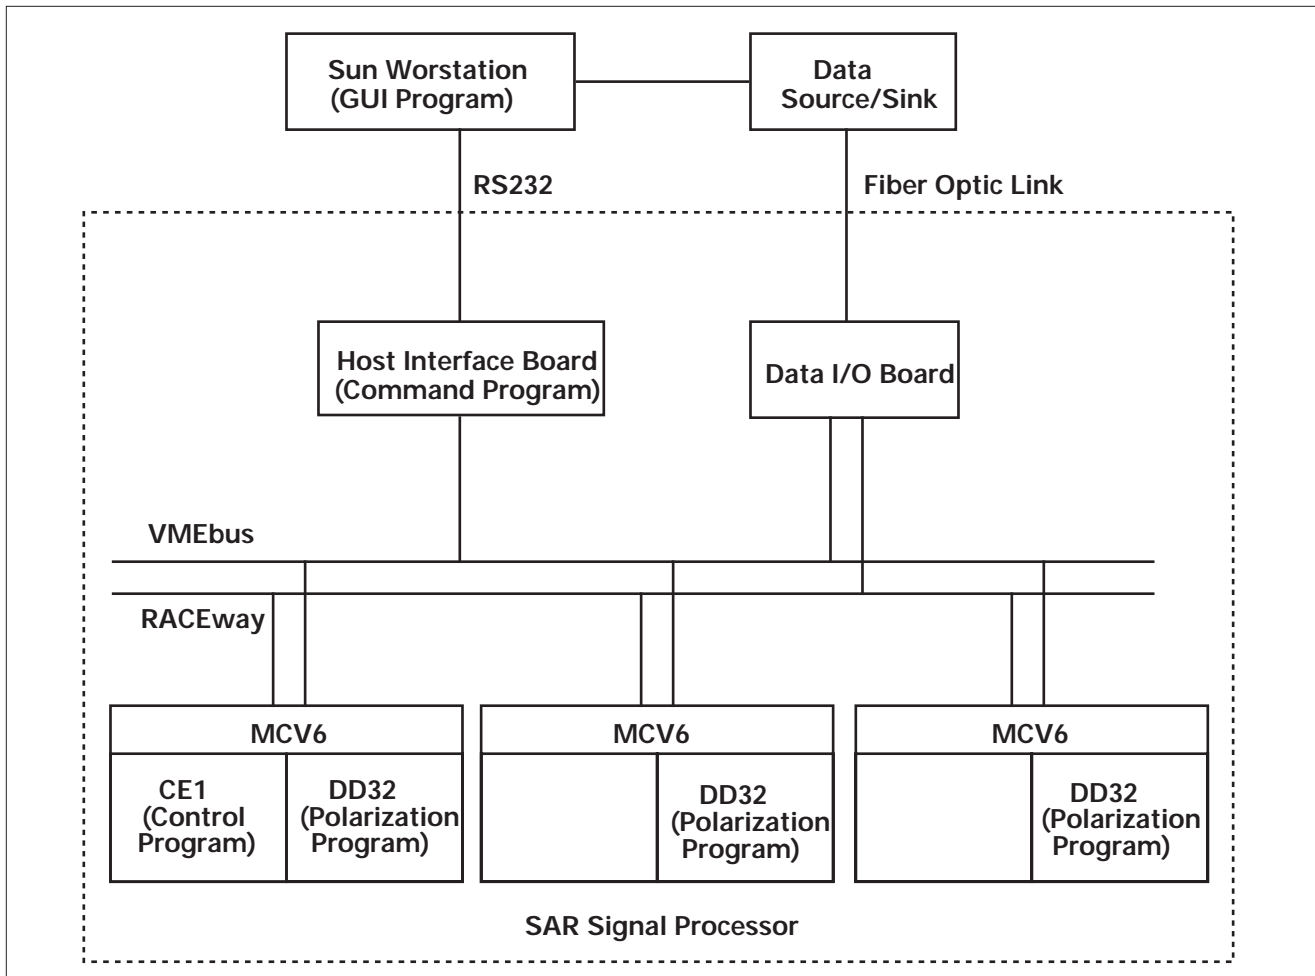 Sun Worstation
(GUI Program)
Data
Source/Sink
RS232
Fiber Optic Link
Host Interface Board
(Command Program)
Data I/O Board
VMEbus
RACEway
MCV6
MCV6
MCV6
CE1
(Control
Program)
DD32
(Polarization
Program)
DD32
(Polarization
Program)
DD32
(Polarization
Program)
SAR Signal Processor